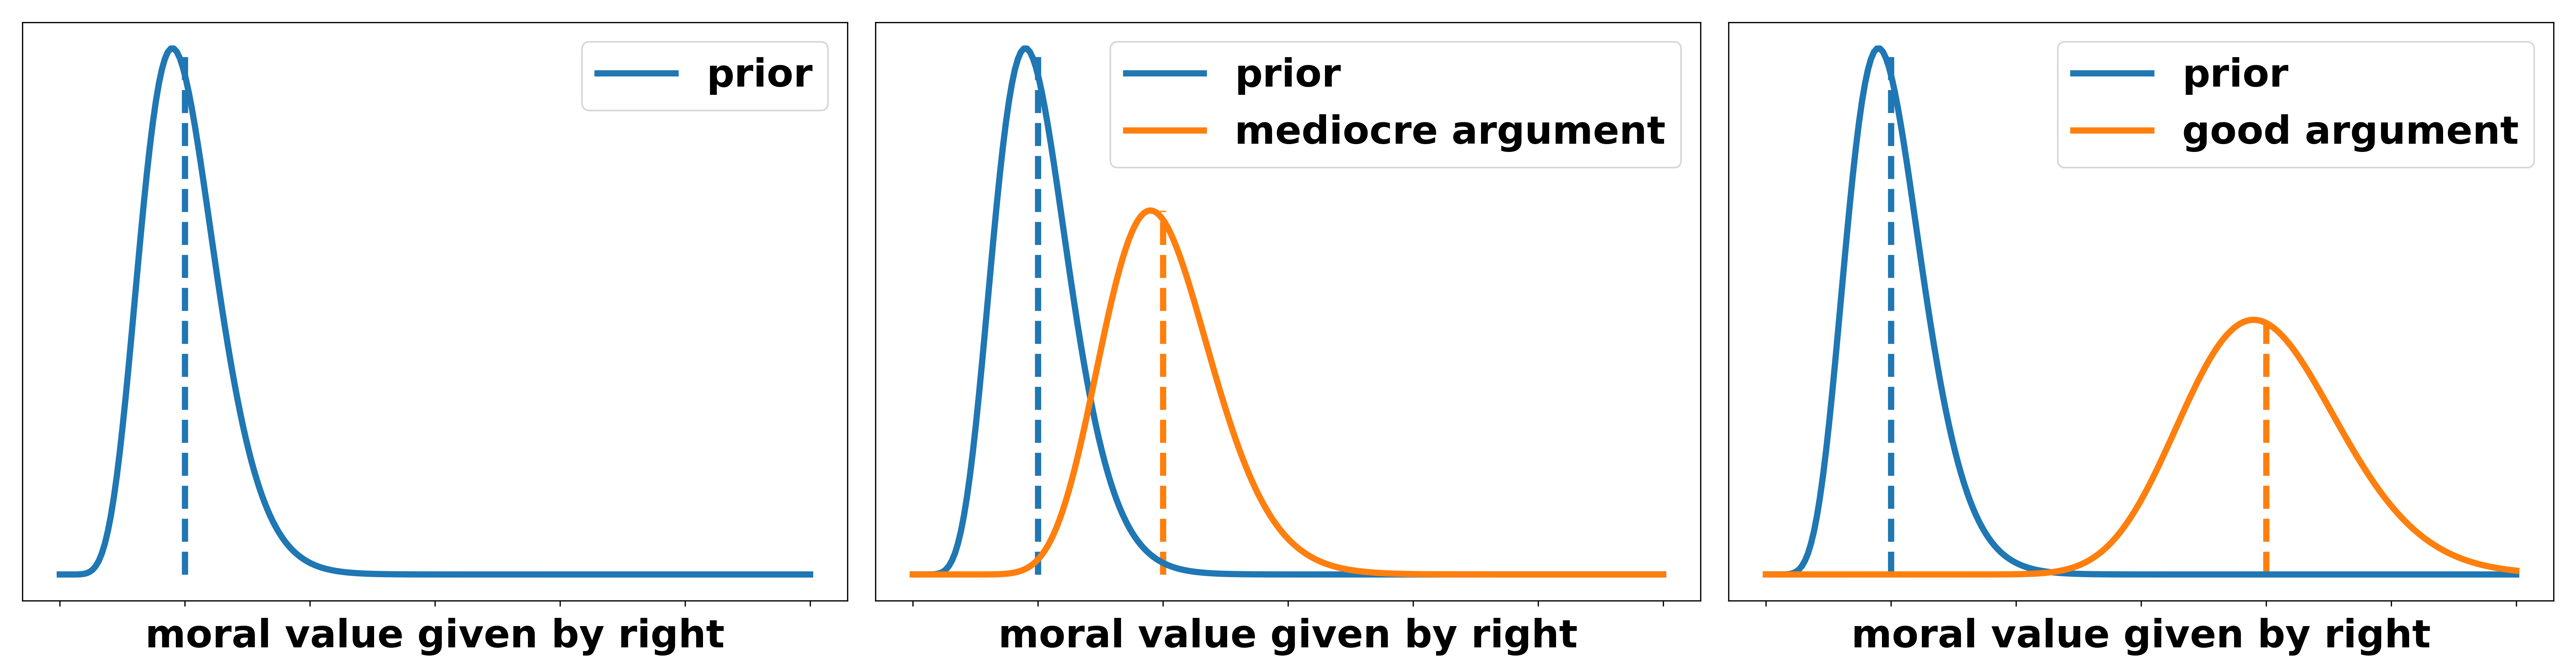 prior
moral value given by right
prior
mediocre argument
moral value given by right
prior
good argument
moral value given by right